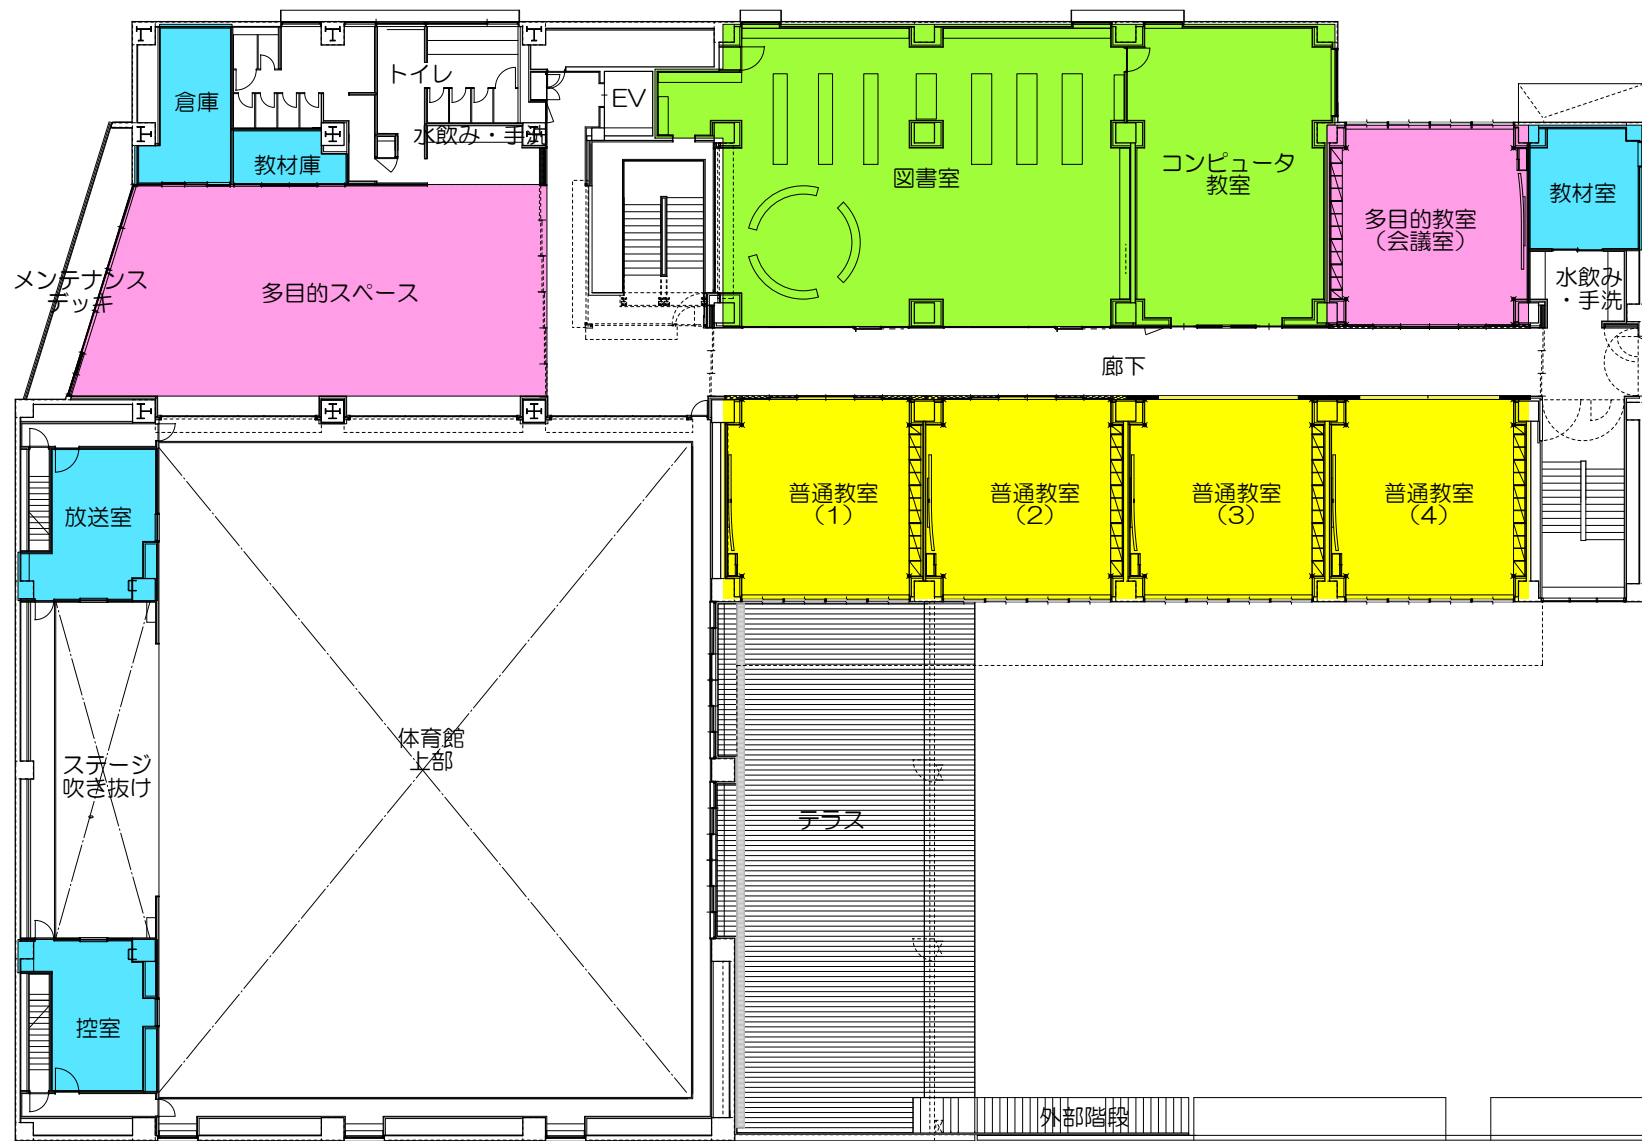 トイレ
倉庫
EV
水飲み・手洗
教材庫
図書室
コンピュータ
教室
教材室
多目的教室
（会議室）
メンテナンス
デッキ
多目的スペース
水飲み
・手洗
廊下
普通教室
（1）
普通教室
（2）
普通教室
（3）
普通教室
（4）
放送室
体育館
上部
ステージ
吹き抜け
テラス
控室
外部階段